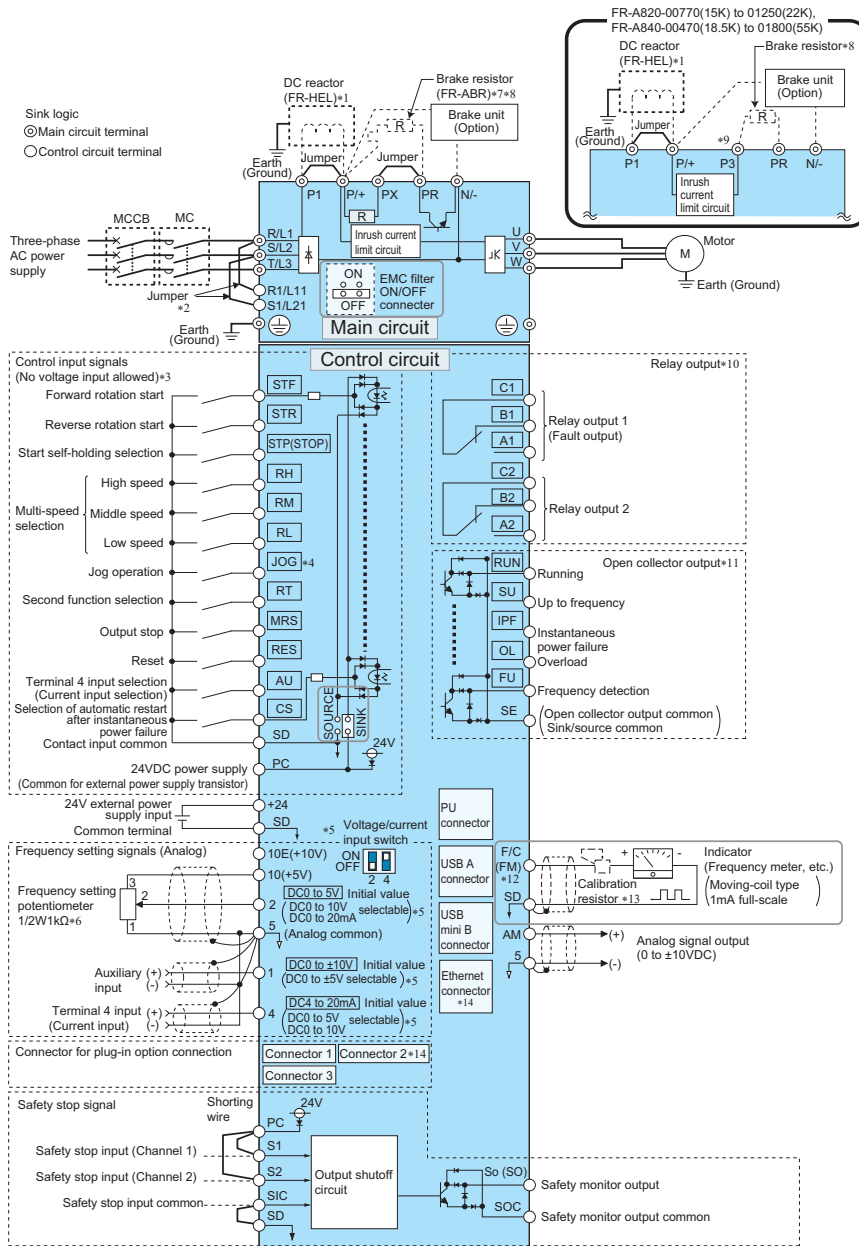 FR-A820-00770(15K) to 01250(22K),
FR-A840-00470(18.5K) to 01800(55K)
DC reactor
(FR-HEL)*1
Brake resistor*8
Brake unit
(Option)
R
Earth
(Ground)
Jumper
*9
P1
P/+
P3
PR
N/-
Inrush
current
limit circuit
Sink logic
Main circuit terminal
Control circuit terminal
DC reactor
(FR-HEL)*1
Brake resistor
(FR-ABR)*7*8
Brake unit
(Option)
R
Earth
(Ground)
Jumper
Jumper
P1
P/+
PX
PR
N/-
R
Inrush current
limit circuit
MCCB
MC
Three-phase
AC power
supply
R/L1
S/L2
T/L3
R1/L11
S1/L21
Jumper
*2
Earth
(Ground)
U
V
W
Motor
M
Earth (Ground)
ON
OFF
EMC filter
ON/OFF
connecter
Main circuit
Control circuit
Control input signals
(No voltage input allowed)*3
Forward rotation start
STF
Reverse rotation start
STR
Start self-holding selection
STP(STOP)
Multi-speed
selection
High speed
RH
Middle speed
RM
Low speed
RL
Jog operation
JOG *4
Second function selection
RT
Output stop
MRS
Reset
RES
Terminal 4 input selection
(Current input selection)
AU
Selection of automatic restart
after instantaneous
power failure
CS
Contact input common
SD
SOURCE
SINK
24V
24VDC power supply
(Common for external power supply transistor)
PC
Relay output*10
C1
B1
A1
Relay output 1
(Fault output)
C2
B2
A2
Relay output 2
Open collector output*11
RUN
Running
SU
Up to frequency
IPF
Instantaneous
power failure
OL
Overload
FU
Frequency detection
SE
(Open collector output common
Sink/source common)
24V external power
supply input
+24
Common terminal
SD
*5 Voltage/current
input switch
ON
OFF
2 4
Frequency setting signals (Analog)
10E(+10V)
10(+5V)
Frequency setting
potentiometer
1/2W1kΩ*6
3
2
1
2
DC0 to 5V Initial value
(DC0 to 10V
DC0 to 20mA selectable)*5
5
(Analog common)
Auxiliary
input
(+)
(-)
1
DC0 to ±10V Initial value
(DC0 to ±5V selectable)*5
Terminal 4 input
(Current input)
(+)
(-)
4
DC4 to 20mA Initial value
(DC0 to 5V
DC0 to 10V selectable)*5
PU
connector
USB A
connector
USB
mini B
connector
Ethernet
connector
*14
F/C
(FM)
*12
SD
+
-
Calibration
resistor *13
Indicator
(Frequency meter, etc.)
(Moving-coil type
1mA full-scale)
AM
5
(+)
(-)
Analog signal output
(0 to ±10VDC)
Connector for plug-in option connection
Connector 1
Connector 2*14
Connector 3
Safety stop signal
Shorting
wire
24V
PC
Safety stop input (Channel 1)
S1
Safety stop input (Channel 2)
S2
Safety stop input common
SIC
SD
Output shutoff
circuit
So (SO)
Safety monitor output
SOC
Safety monitor output common